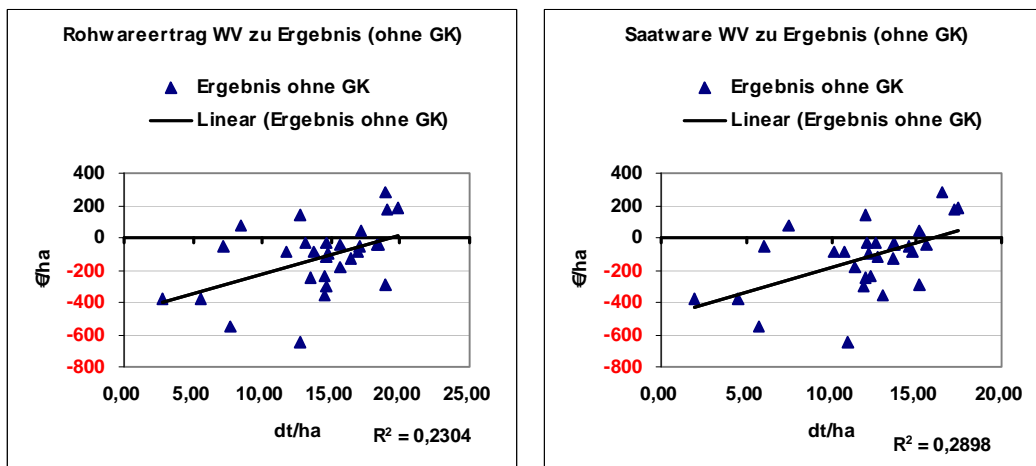 Rohwareertrag WV zu Ergebnis (ohne GK)
Ergebnis ohne GK
Linear (Ergebnis ohne GK)
400
200
0
-200
-400
-600
-800
€/ha
0,00 5,00 10,00 15,00 20,00 25,00
dt/ha
R² = 0,2304
Saatware WV zu Ergebnis (ohne GK)
Ergebnis ohne GK
Linear (Ergebnis ohne GK)
400
200
0
-200
-400
-600
-800
€/ha
0,00 5,00 10,00 15,00 20,00
dt/ha
R² = 0,2898